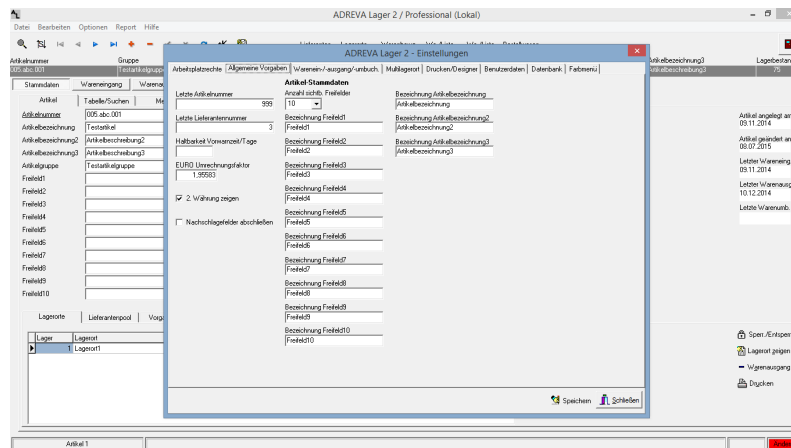 ADREVA Lager 2 / Professional (Lokal)
Datei Bearbeiten Optionen Report Hilfe
Artikelnummer Gruppe Artikelbezeichnung3 Lagerbestan
005.abc.001 Testartikelgruppe Artikelbeschreibung3 75
Stammdaten Wareneingang Warenau
Artikel Tabelle/Suchen Me
Artikelnummer 005.abc.001
Artikelbezeichnung Testartikel
Artikelbezeichnung2 Artikelbeschreibung2
Artikelbezeichnung3 Artikelbeschreibung3
Artikelgruppe Testartikelgruppe
Freifeld1
Freifeld2
Freifeld3
Freifeld4
Freifeld5
Freifeld6
Freifeld7
Freifeld8
Freifeld9
Freifeld10
Lagerorte Lieferantenpool Vorga
Lager Lagerort
1 Lagerort1
ADREVA Lager 2 - Einstellungen
Arbeitsplatzrechte Allgemeine Vorgaben Warenein-/ausgang/-umbuch. Multilagerort Drucken/Designer Benutzerdaten Datenbank Farbmenü
Letzte Artikelnummer
999
Letzte Lieferantennummer
3
Haltbarkeit Vorwarnzeit/Tage
EURO Umrechnungsfaktor
1,95583
2. Währung zeigen
Nachschlagefelder abschließen
Artikel-Stammdaten
Anzahl sichtb. Freifelder
10
Bezeichnung Freifeld1
Freifeld1
Bezeichnung Freifeld2
Freifeld2
Bezeichnung Freifeld3
Freifeld3
Bezeichnung Freifeld4
Freifeld4
Bezeichnung Freifeld5
Freifeld5
Bezeichnung Freifeld6
Freifeld6
Bezeichnung Freifeld7
Freifeld7
Bezeichnung Freifeld8
Freifeld8
Bezeichnung Freifeld9
Freifeld9
Bezeichnung Freifeld10
Freifeld10
Bezeichnung Artikelbezeichnung
Artikelbezeichnung
Bezeichnung Artikelbezeichnung2
Artikelbezeichnung2
Bezeichnung Artikelbezeichnung3
Artikelbezeichnung3
Speichern Schließen
Artikel angelegt am
09.11.2014
Artikel geändert am
08.07.2015
Letzter Wareneing.
09.11.2014
Letzter Warenausg
10.12.2014
Letzte Warenumb.
Sperr./Entsperr
Lagerort zeigen
Warenausgang
Drucken
Artikel 1